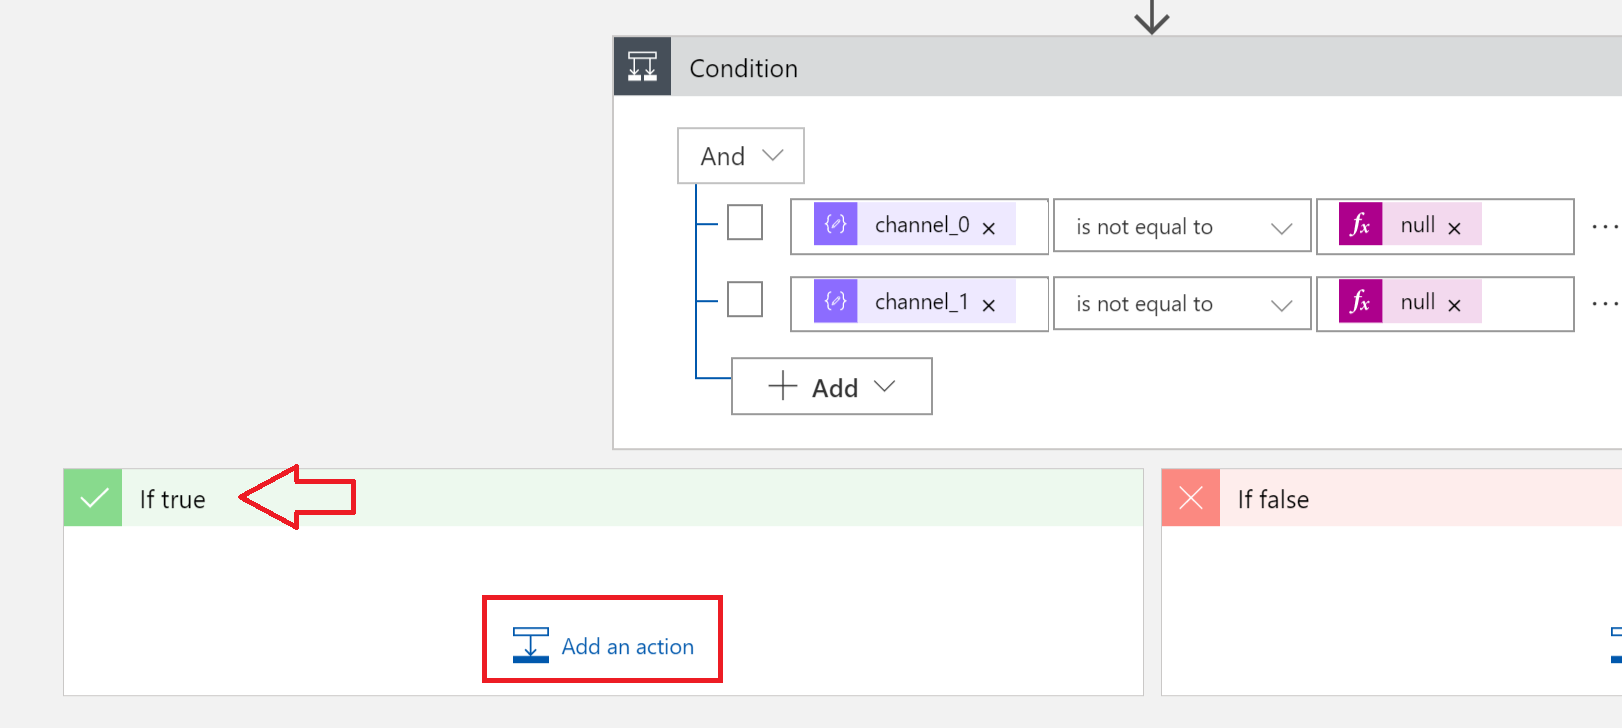 Condition
And
channel_0 × is not equal to fx null × ...
channel_1 × is not equal to fx null × ...
+ Add
If true
If false
Add an action